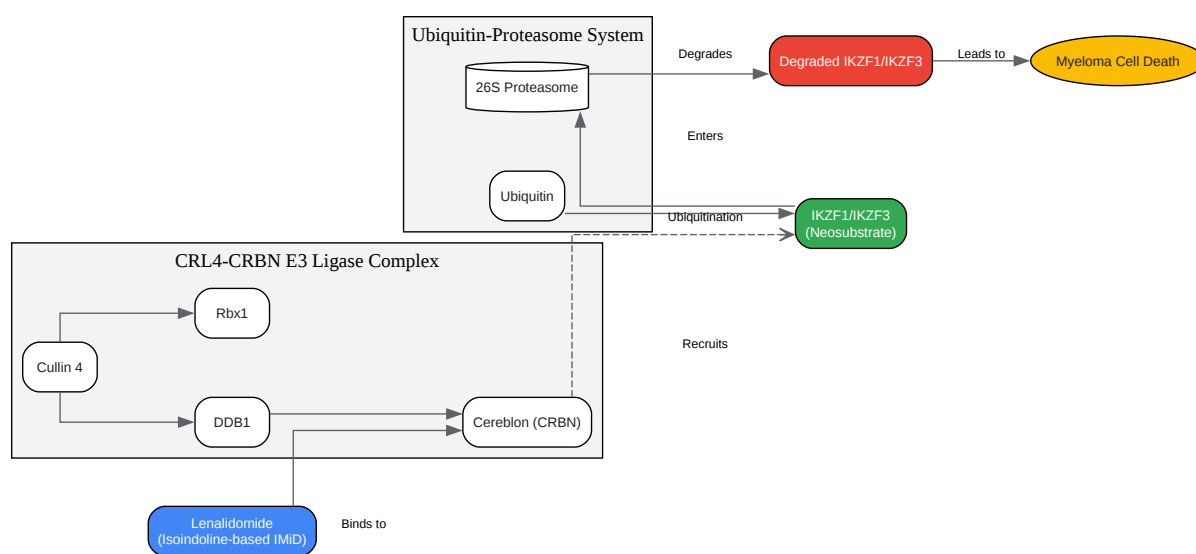 Ubiquitin-Proteasome System
26S Proteasome
Degrades
Degraded IKZF1/IKZF3
Leads to
Myeloma Cell Death
Enters
Ubiquitin
Ubiquitination
IKZF1/IKZF3
(Neosubstrate)
CRL4-CRBN E3 Ligase Complex
Rbx1
Cullin 4
DDB1
Cereblon (CRBN)
Recruits
Lenalidomide
(Isoindoline-based IMiD)
Binds to